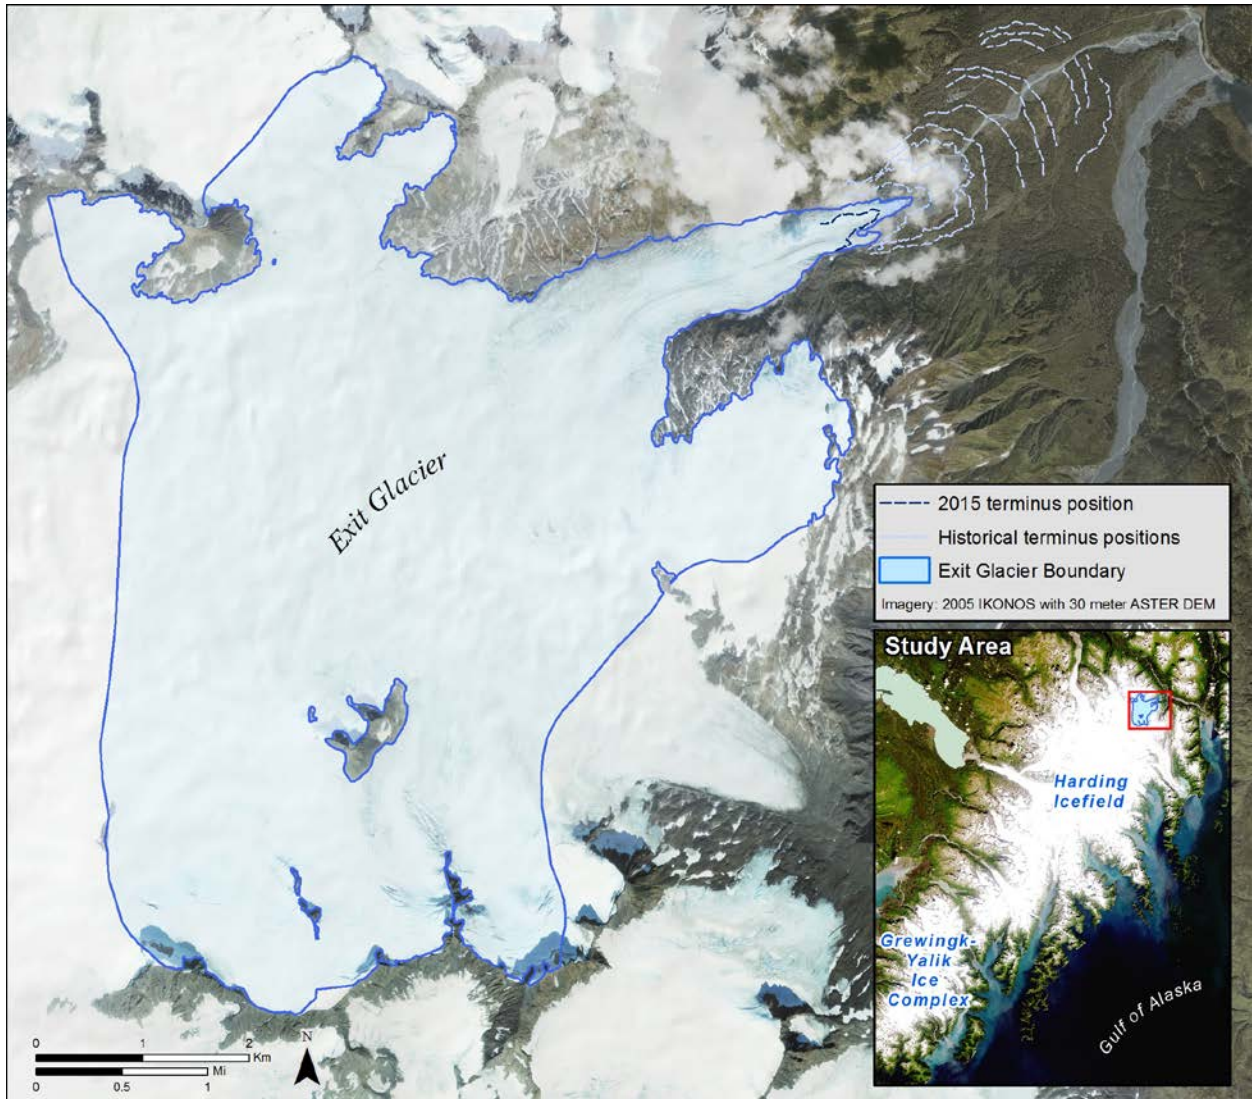 Exit Glacier
2015 terminus position
Historical terminus positions
Exit Glacier Boundary
Imagery: 2005 IKONOS with 30 meter ASTER DEM
Study Area
Harding
Icefield
Grewingk-
Yalik
Ice
Complex
Gulf of Alaska
0 1 2
Km
Mi
0 0.5 1
N